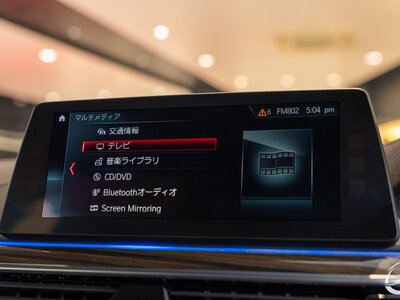 マルチメディア 6 FM802 5:04 pm
交通情報
テレビ
音楽ライブラリ
CD/DVD
Bluetoothオーディオ
Screen Mirroring